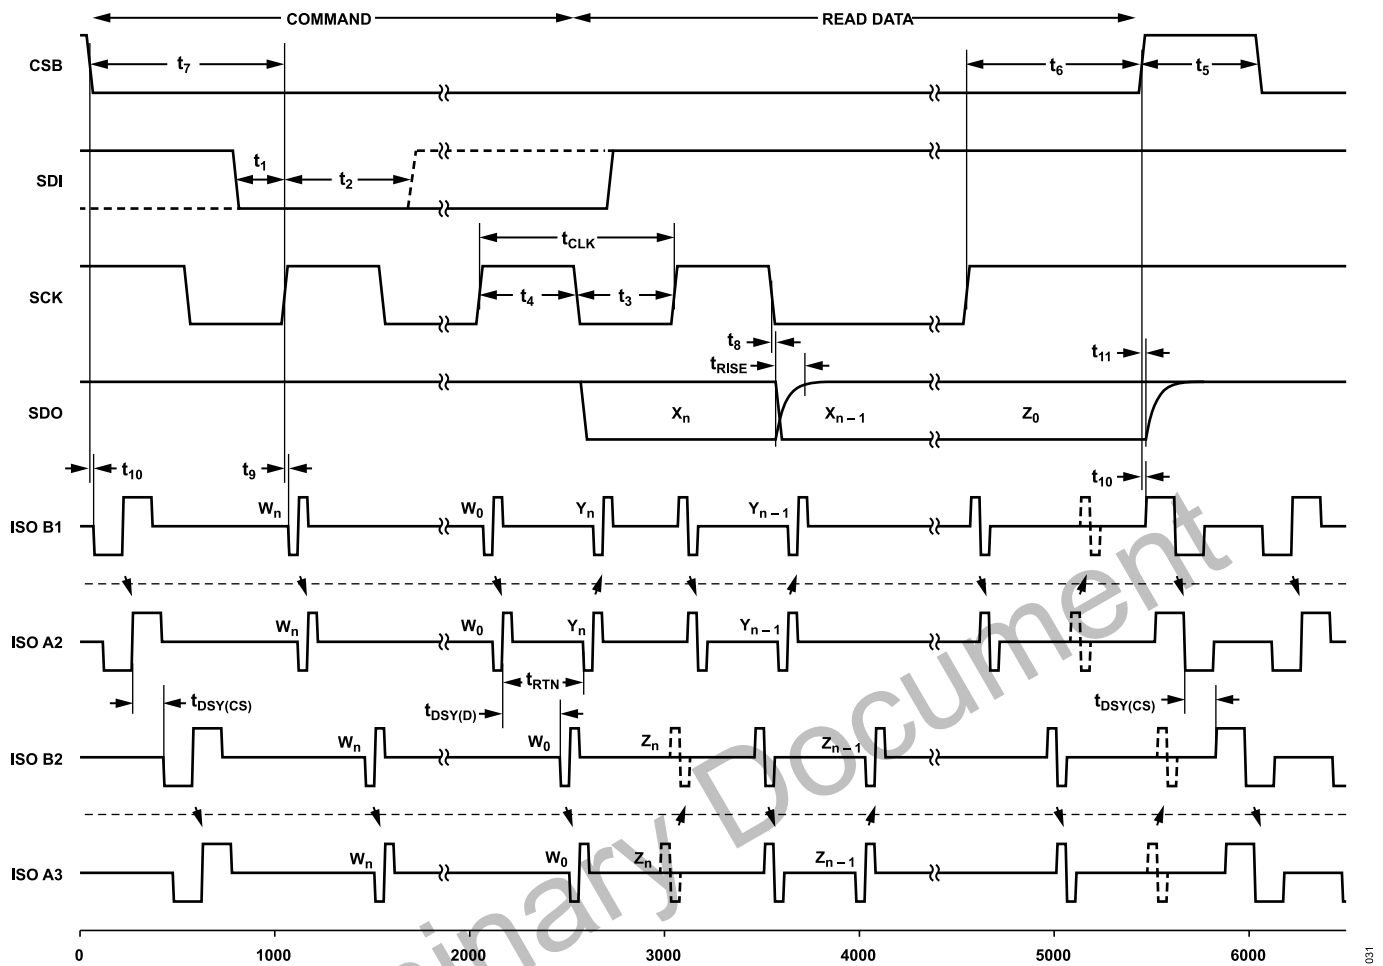 COMMAND READ DATA
CSB t7 t6 t5
SDI t1 t2
tCLK
SCK t4 t3
t8 t11
tRISE
SDO Xn Xn – 1 Z0
t10 t9 t10
Wn W0 Yn Yn – 1
ISO B1
Wn W0 Yn Yn – 1
ISO A2
tRTN
tDSY(CS) tDSY(D) tDSY(CS)
Wn W0 Zn Zn – 1
ISO B2
Wn W0 Zn Zn – 1
ISO A3
0 1000 2000 3000 4000 5000 6000
031
inary Document